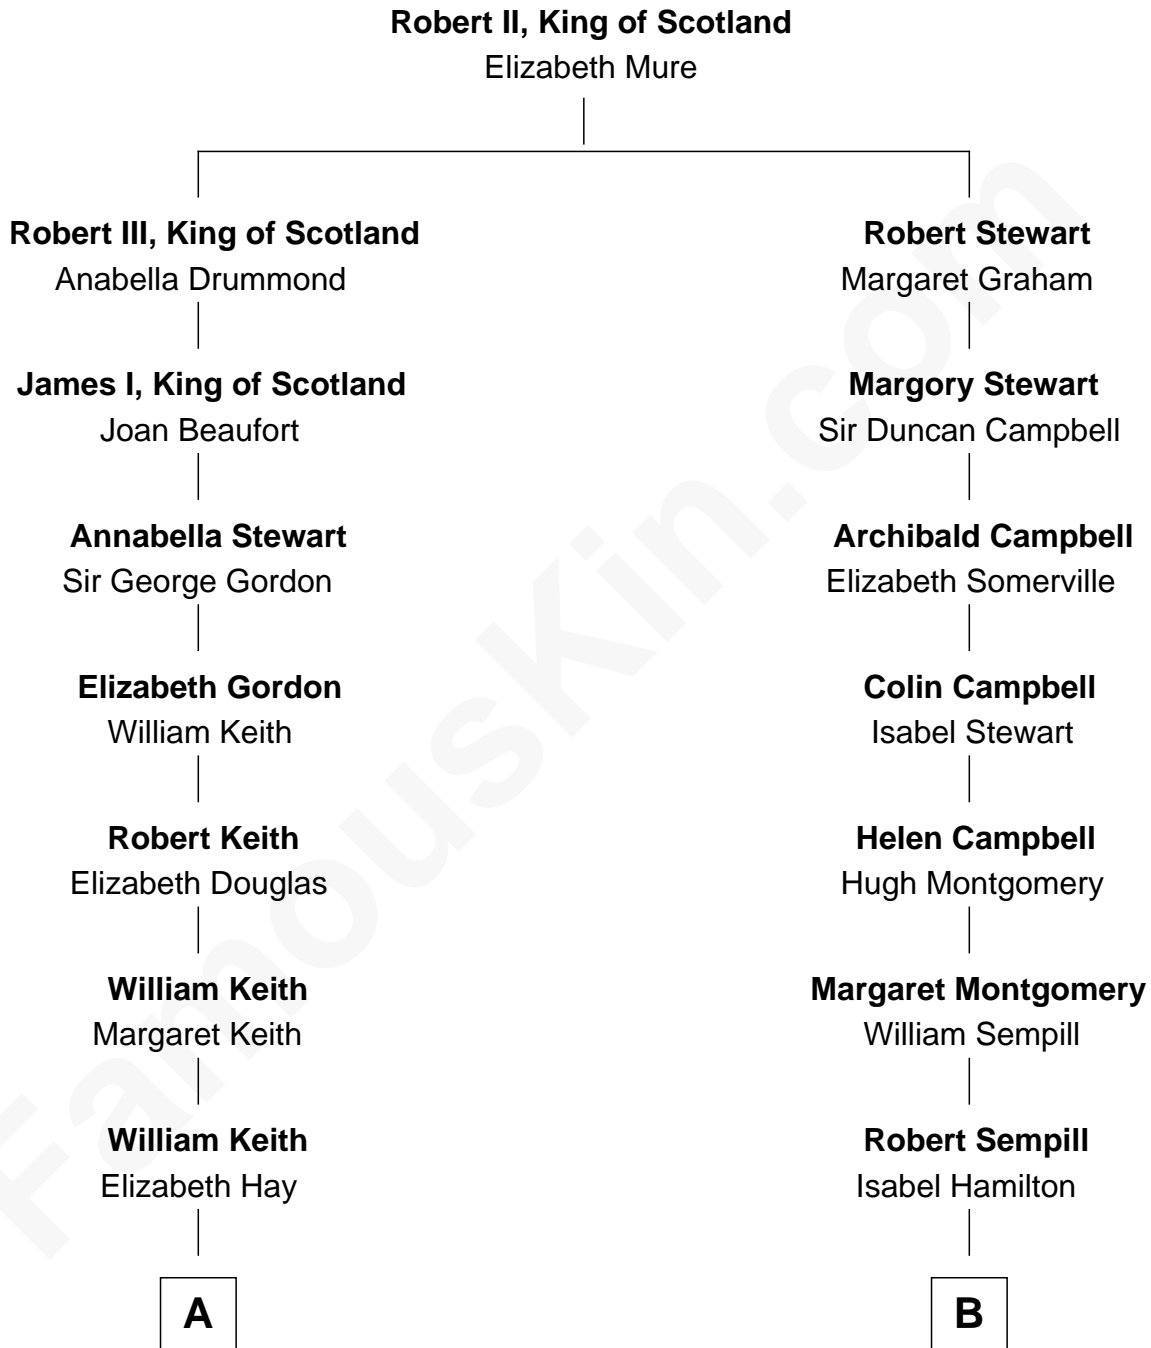 Robert II, King of Scotland
Elizabeth Mure
Robert III, King of Scotland
Anabella Drummond
James I, King of Scotland
Joan Beaufort
Annabella Stewart
Sir George Gordon
Elizabeth Gordon
William Keith
Robert Keith
Elizabeth Douglas
William Keith
Margaret Keith
William Keith
Elizabeth Hay
A
Robert Stewart
Margaret Graham
Margory Stewart
Sir Duncan Campbell
Archibald Campbell
Elizabeth Somerville
Colin Campbell
Isabel Stewart
Helen Campbell
Hugh Montgomery
Margaret Montgomery
William Sempill
Robert Sempill
Isabel Hamilton
B
FamousKin.com